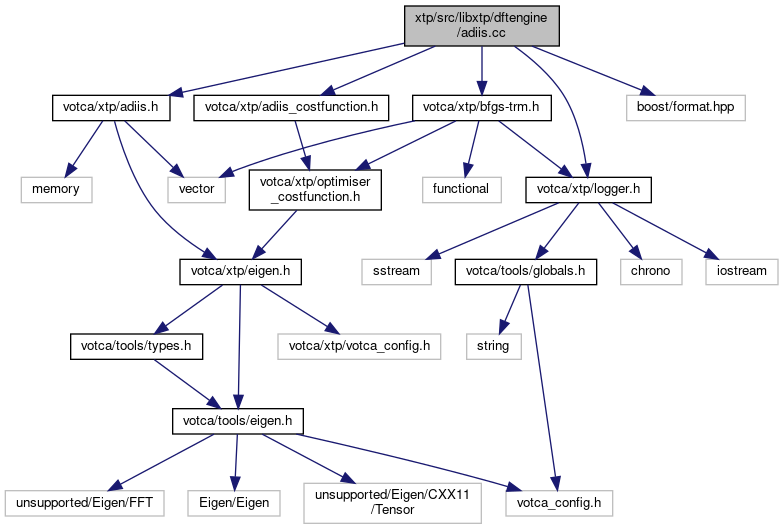 xtp/src/libxtp/dftengine
/adiis.cc
votca/xtp/adiis.h
votca/xtp/adiis_costfunction.h
votca/xtp/bfgs-trm.h
boost/format.hpp
memory
vector
votca/xtp/optimiser
_costfunction.h
functional
votca/xtp/logger.h
votca/xtp/eigen.h
sstream
votca/tools/globals.h
chrono
iostream
votca/tools/types.h
votca/xtp/votca_config.h
string
votca/tools/eigen.h
unsupported/Eigen/FFT
Eigen/Eigen
unsupported/Eigen/CXX11
/Tensor
votca_config.h